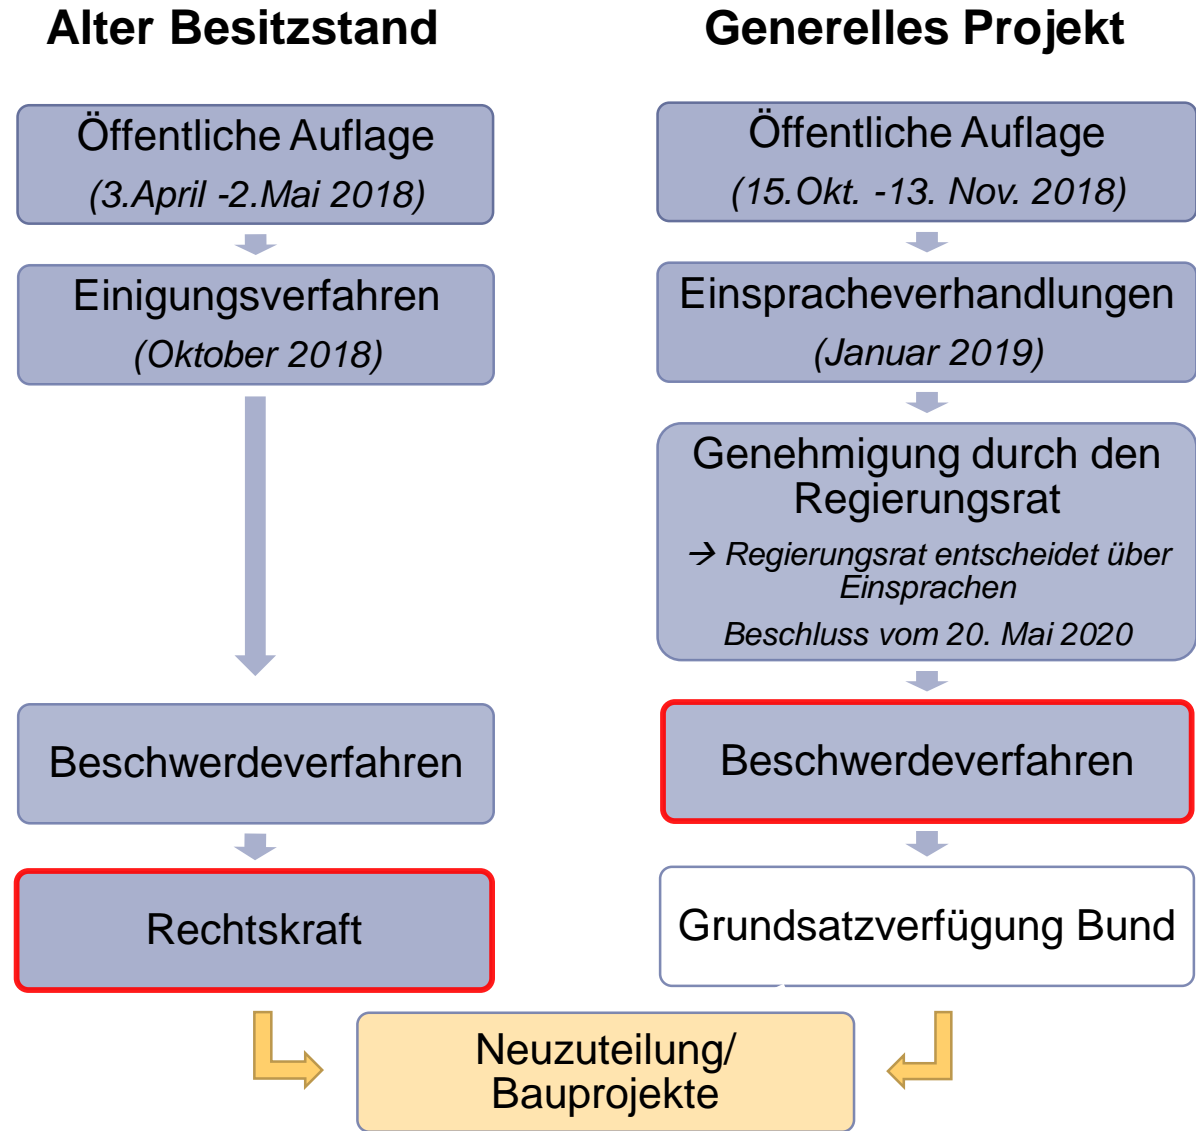 Alter Besitzstand
Öffentliche Auflage
(3.April -2.Mai 2018)
Einigungsverfahren
(Oktober 2018)
Beschwerdeverfahren
Rechtskraft
Generelles Projekt
Öffentliche Auflage
(15.Okt. -13. Nov. 2018)
Einspracheverhandlungen
(Januar 2019)
Genehmigung durch den
Regierungsrat
→ Regierungsrat entscheidet über
Einsprachen
Beschluss vom 20. Mai 2020
Beschwerdeverfahren
Grundsatzverfügung Bund
Neuzuteilung/
Bauprojekte